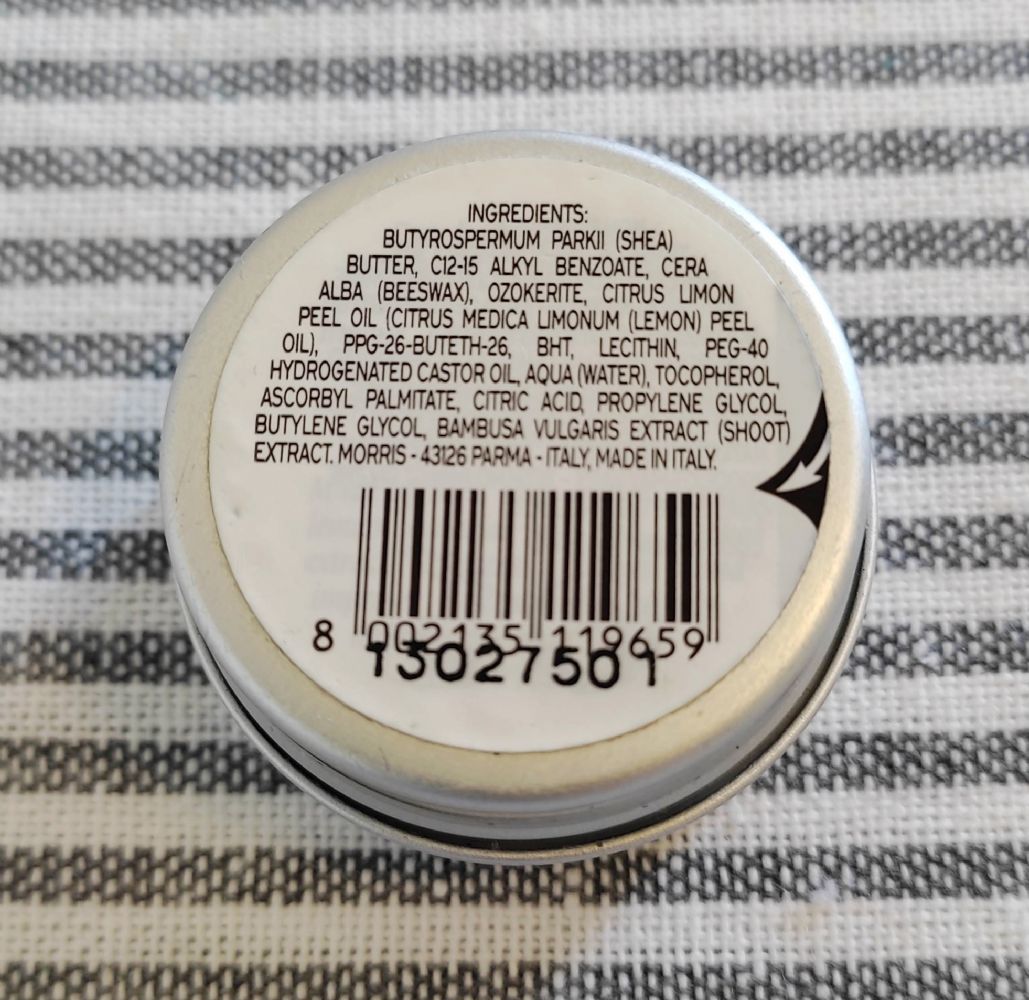 INGREDIENTS:
BUTYROSPERMUM PARKII (SHEA)
BUTTER, C12-15 ALKYL BENZOATE, CERA
ALBA (BEESWAX), OZOKERITE, CITRUS LIMON
PEEL OIL (CITRUS MEDICA LIMONUM (LEMON) PEEL
OIL), PPG-26-BUTETH-26, BHT, LECITHIN, PEG-40
HYDROGENATED CASTOR OIL, AQUA (WATER), TOCOPHEROL,
ASCORBYL PALMITATE, CITRIC ACID, PROPYLENE GLYCOL,
BUTYLENE GLYCOL, BAMBUSA VULGARIS EXTRACT (SHOOT)
EXTRACT. MORRIS - 43126 PARMA - ITALY, MADE IN ITALY.
8 002135 119659
13027501